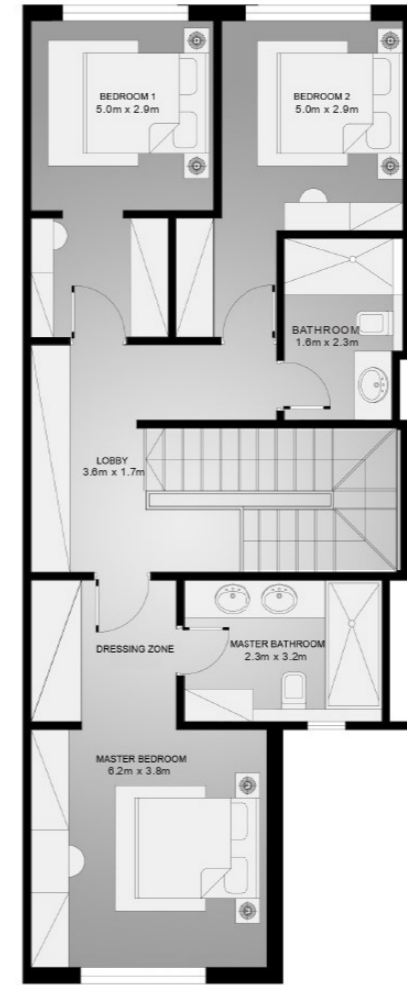 BEDROOM 1
5.0m x 2.9m
BEDROOM 2
5.0m x 2.9m
BATHROOM
1.6m x 2.3m
LOBBY
3.6m x 1.7m
DRESSING ZONE
MASTER BATHROOM
2.3m x 3.2m
MASTER BEDROOM
6.2m x 3.8m